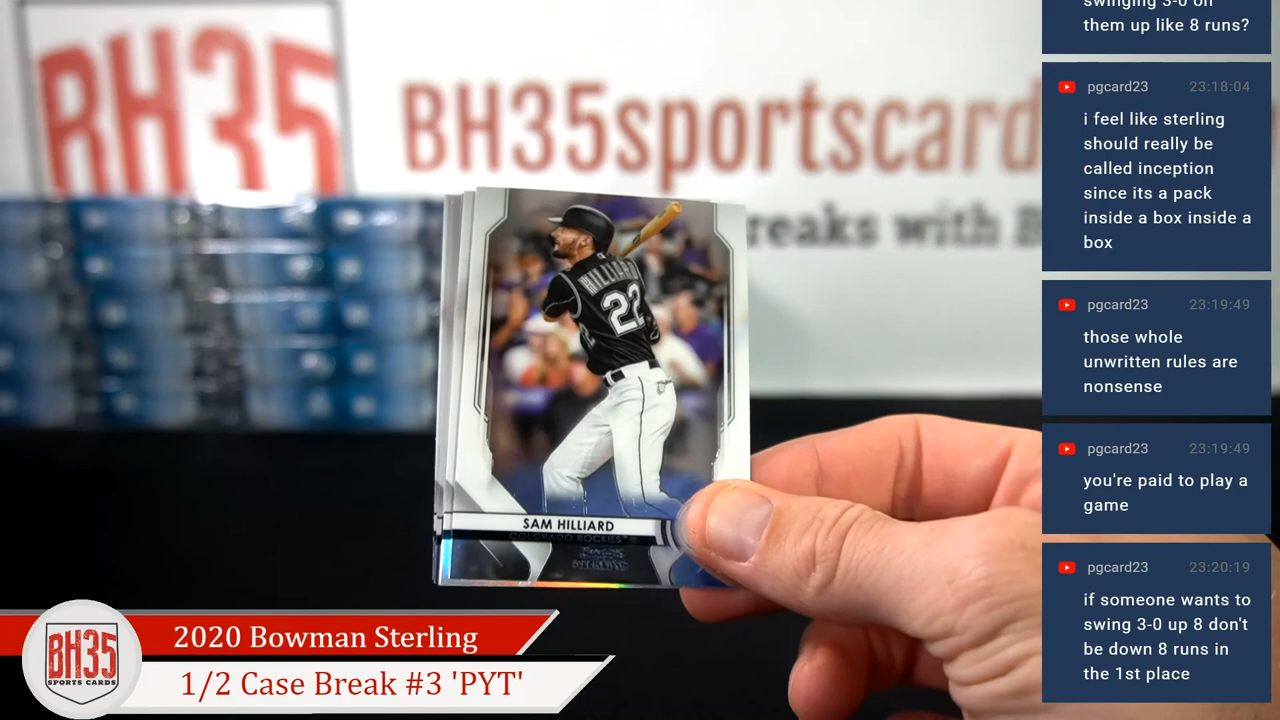 BH35
BH35sportscard
reaks with B
HILLIARD
22
SAM HILLIARD
COLORADO ROCKIES™
BH35
SPORTS CARDS
2020 Bowman Sterling
1/2 Case Break #3 'PYT'
swinging 3-0 on
them up like 8 runs?
pgcard23 23:18:04
i feel like sterling
should really be
called inception
since its a pack
inside a box inside a
box
pgcard23 23:19:49
those whole
unwritten rules are
nonsense
pgcard23 23:19:49
you're paid to play a
game
pgcard23 23:20:19
if someone wants to
swing 3-0 up 8 don't
be down 8 runs in
the 1st place